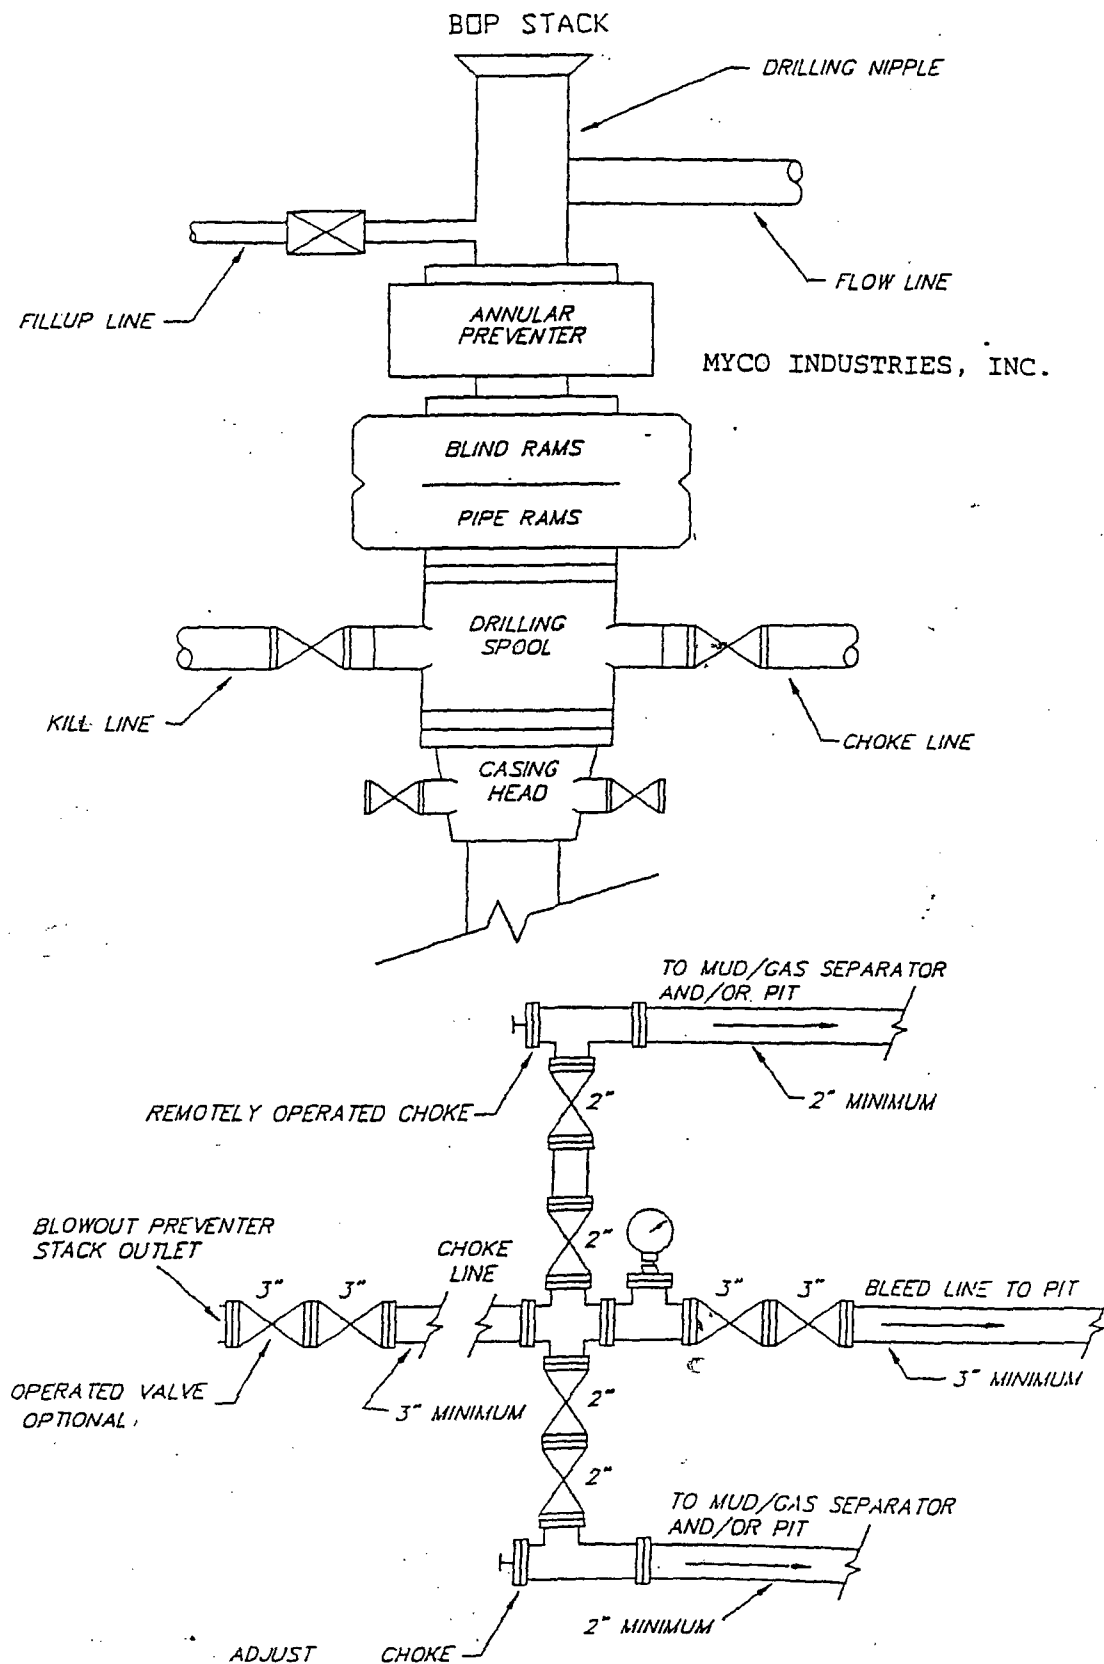 BOP STACK
DRILLING NIPPLE
FLOW LINE
FILLUP LINE
ANNULAR
PREVENTER
MYCO INDUSTRIES, INC.
BLIND RAMS
PIPE RAMS
DRILLING
SPOOL
KILL LINE
CHOKE LINE
CASING
HEAD
TO MUD/GAS SEPARATOR
AND/OR PIT
2" MINIMUM
REMOTELY OPERATED CHOKE
2"
2"
BLOWOUT PREVENTER
STACK OUTLET
CHOKE
LINE
3" 3"
3" 3"
BLEED LINE TO PIT
OPERATED VALVE
OPTIONAL
3" MINIMUM
3" MINIMUM
2"
2"
TO MUD/GAS SEPARATOR
AND/OR PIT
2" MINIMUM
ADJUST CHOKE